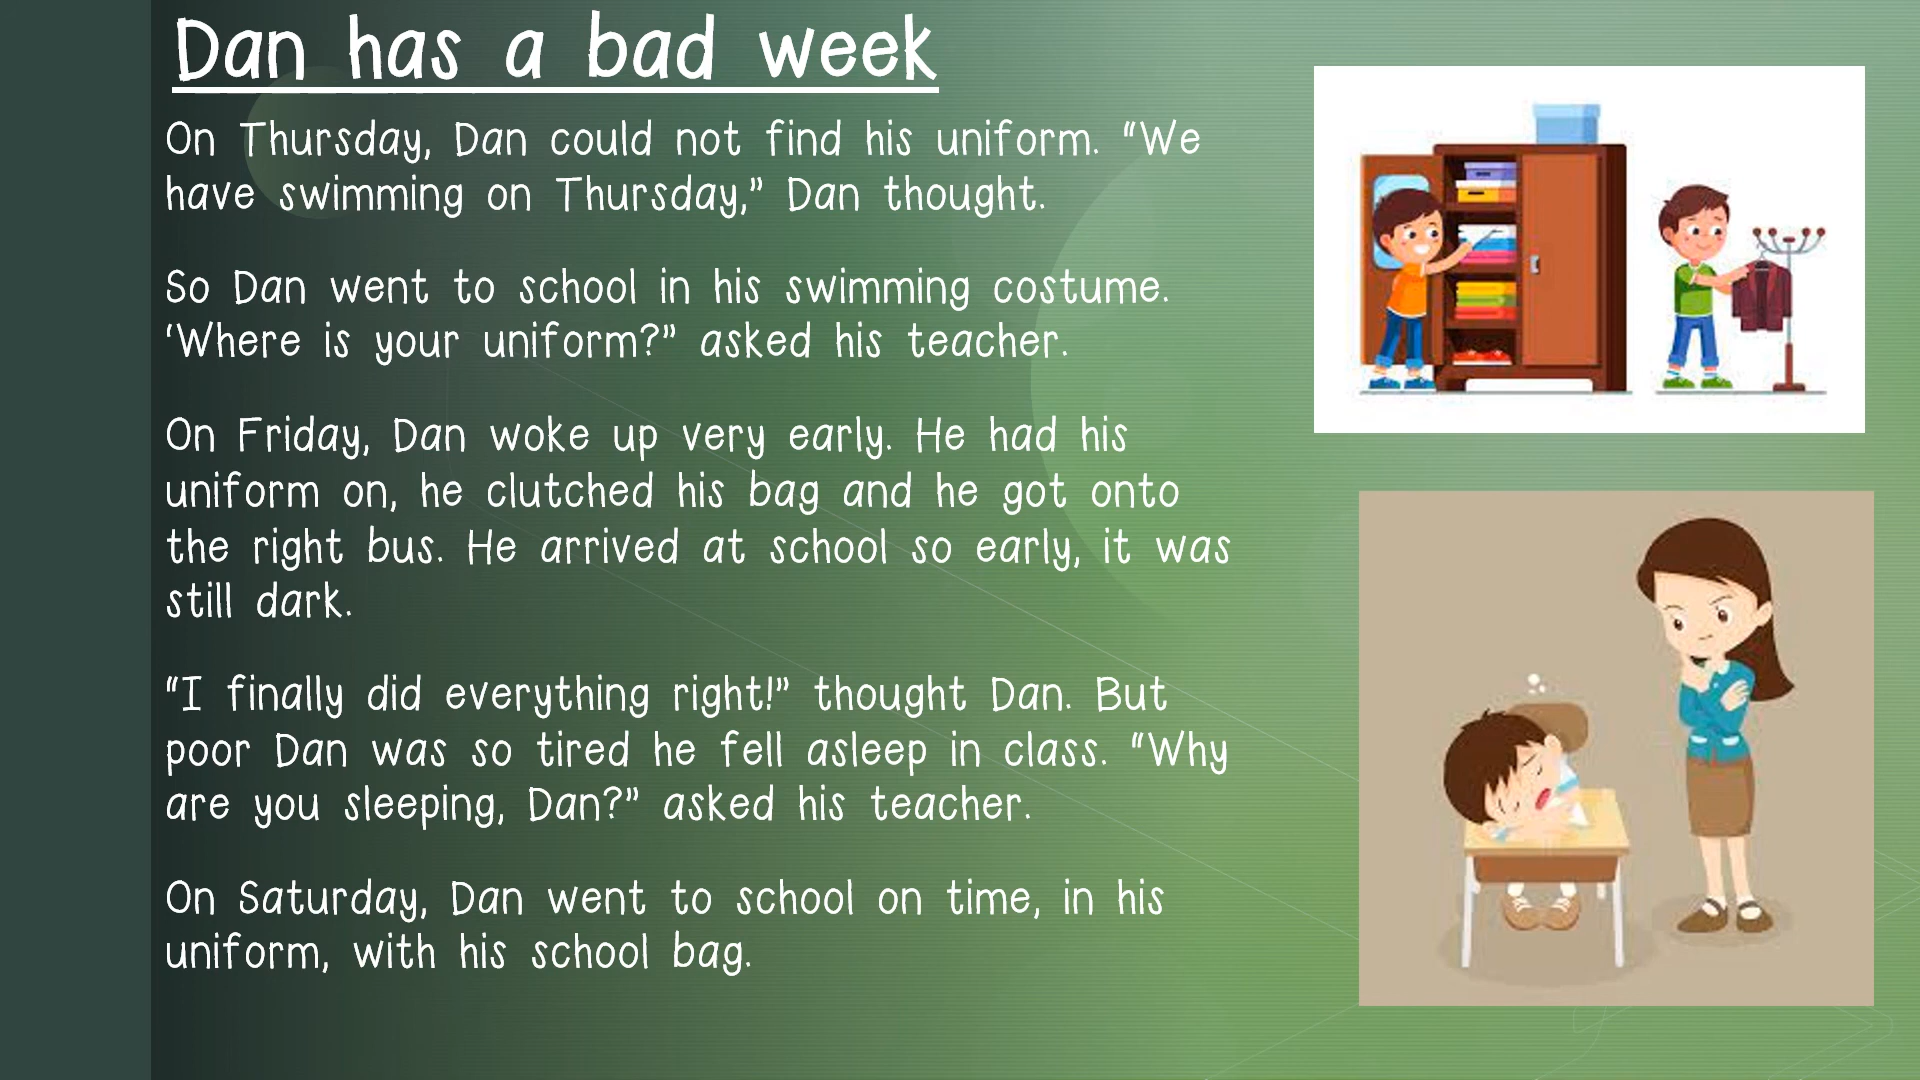 Dan has a bad week
On Thursday, Dan could not find his uniform. “We
have swimming on Thursday,” Dan thought.
So Dan went to school in his swimming costume.
‘Where is your uniform?” asked his teacher.
On Friday, Dan woke up very early. He had his
uniform on, he clutched his bag and he got onto
the right bus. He arrived at school so early, it was
still dark.
“I finally did everything right!” thought Dan. But
poor Dan was so tired he fell asleep in class. “Why
are you sleeping, Dan?” asked his teacher.
On Saturday, Dan went to school on time, in his
uniform, with his school bag.